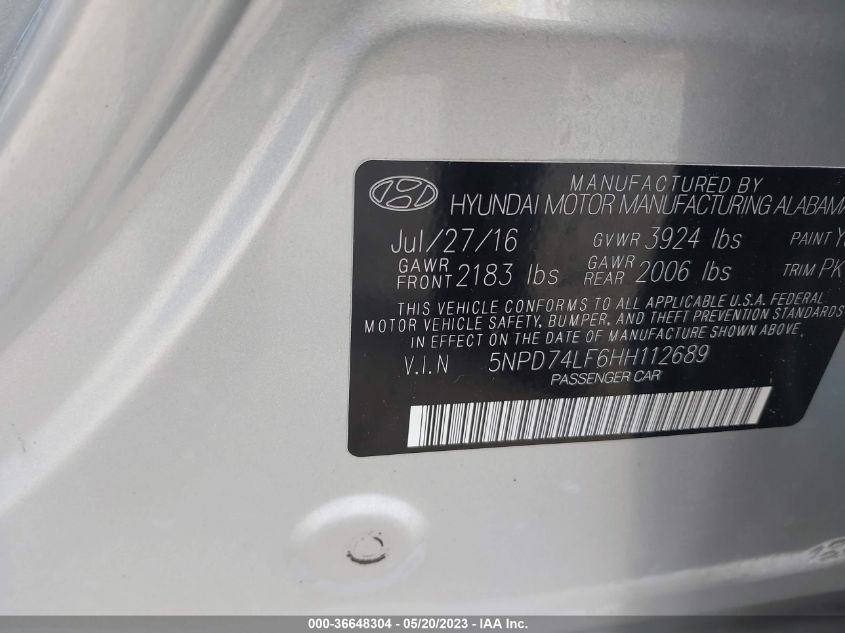 MANUFACTURED BY
HYUNDAI MOTOR MANUFACTURING ALABAMA
Jul/27/16 GVWR 3924 lbs PAINT Y
GAWR FRONT 2183 lbs GAWR REAR 2006 lbs TRIM PK
THIS VEHICLE CONFORMS TO ALL APPLICABLE U.S.A. FEDERAL
MOTOR VEHICLE SAFETY, BUMPER, AND THEFT PREVENTION STANDARDS
IN EFFECT ON THE DATE OF MANUFACTURE SHOWN ABOVE.
V.I.N 5NPD74LF6HH112689
PASSENGER CAR
000-36648304 — 05/20/2023 — IAA Inc.